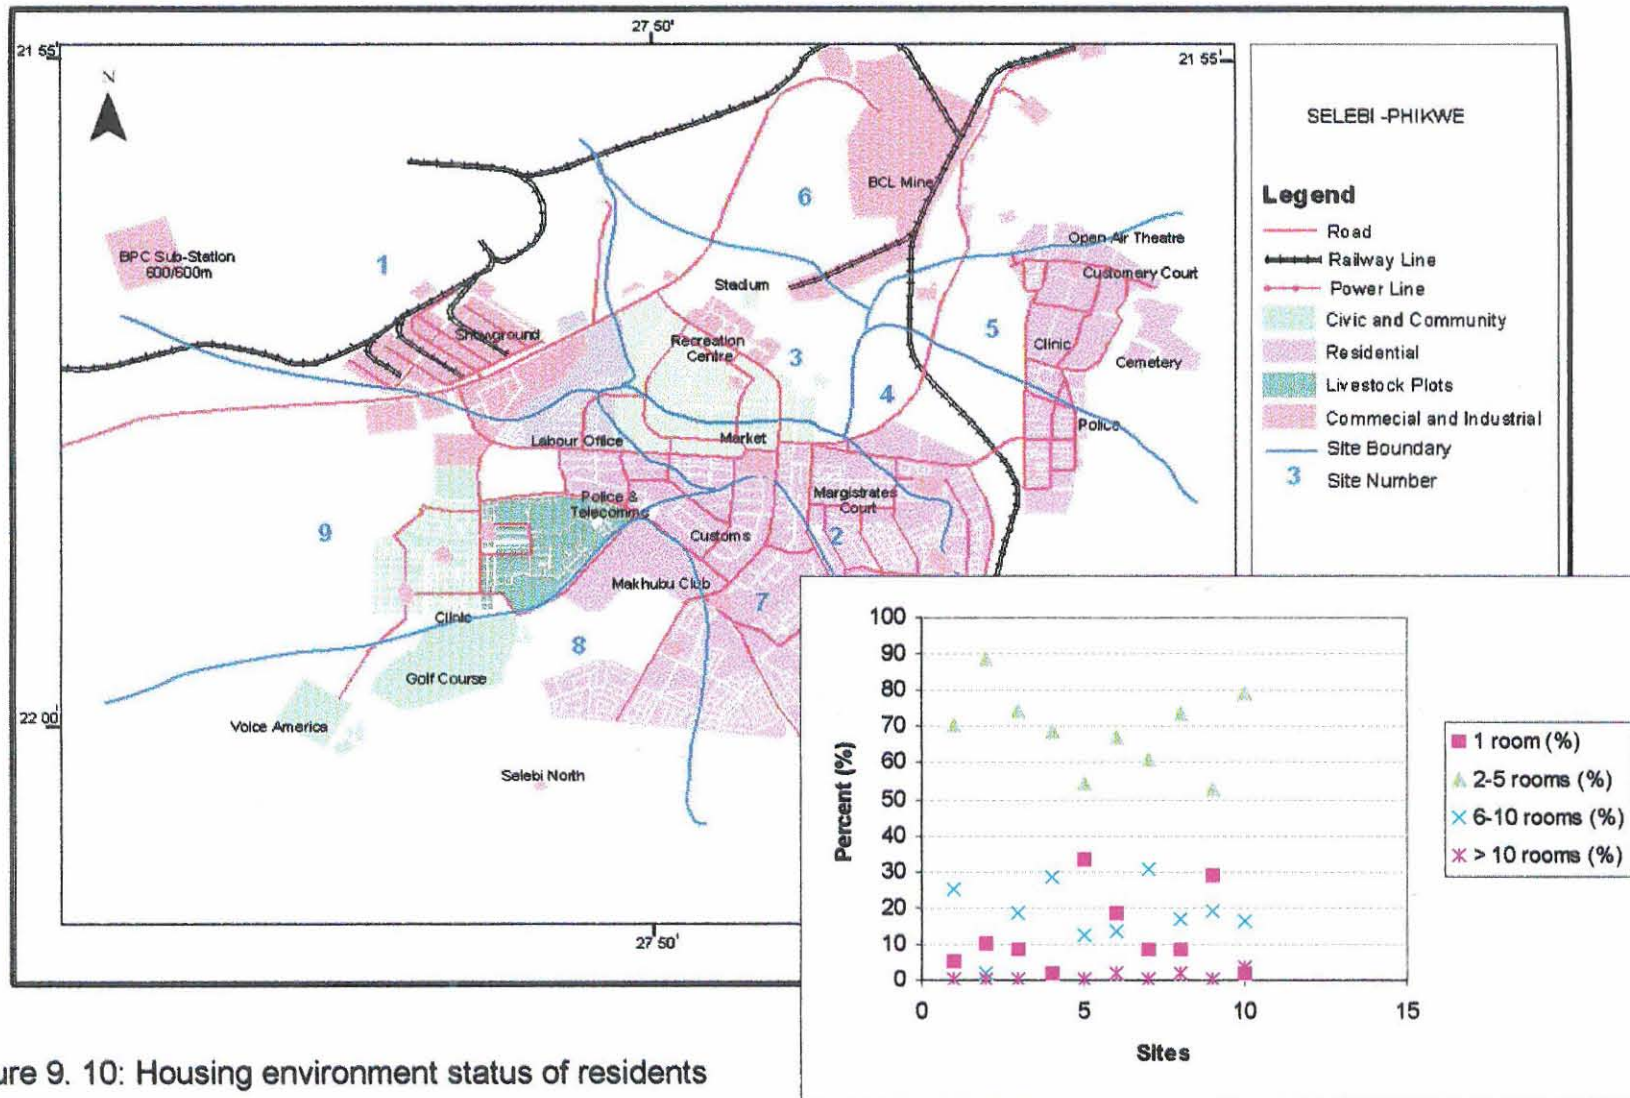 27 50'
21 55'
21 55'
N
SELEBI -PHIKWE
Legend
Road
Railway Line
Power Line
Civic and Community
Residential
Livestock Plots
Commecial and Industrial
Site Boundary
3 Site Number
BCL Mine
6
BPC Sub-Station
600/600m
1
Open Air Theatre
Customary Court
Stadium
Showground
Recreation
Centre
3
5
Clinic
Cemetery
4
Police
Labour Office
Market
Police &
Telecomms
Margistrates
Court
9
Customs
2
Makhubu Club
7
Clinic
8
Golf Course
Voice America
22 00'
Selebi North
27 50'
100
90
80
70
60
50
40
30
20
10
0
Percent (%)
0 5 10 15
Sites
1 room (%)
2-5 rooms (%)
6-10 rooms (%)
> 10 rooms (%)
ure 9. 10: Housing environment status of residents